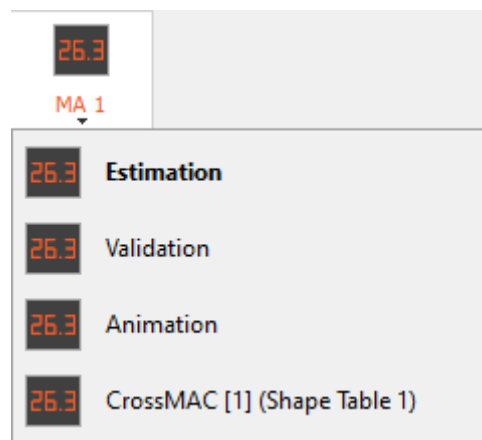 26.3
MA 1
26.3 Estimation
26.3 Validation
26.3 Animation
26.3 CrossMAC [1] (Shape Table 1)